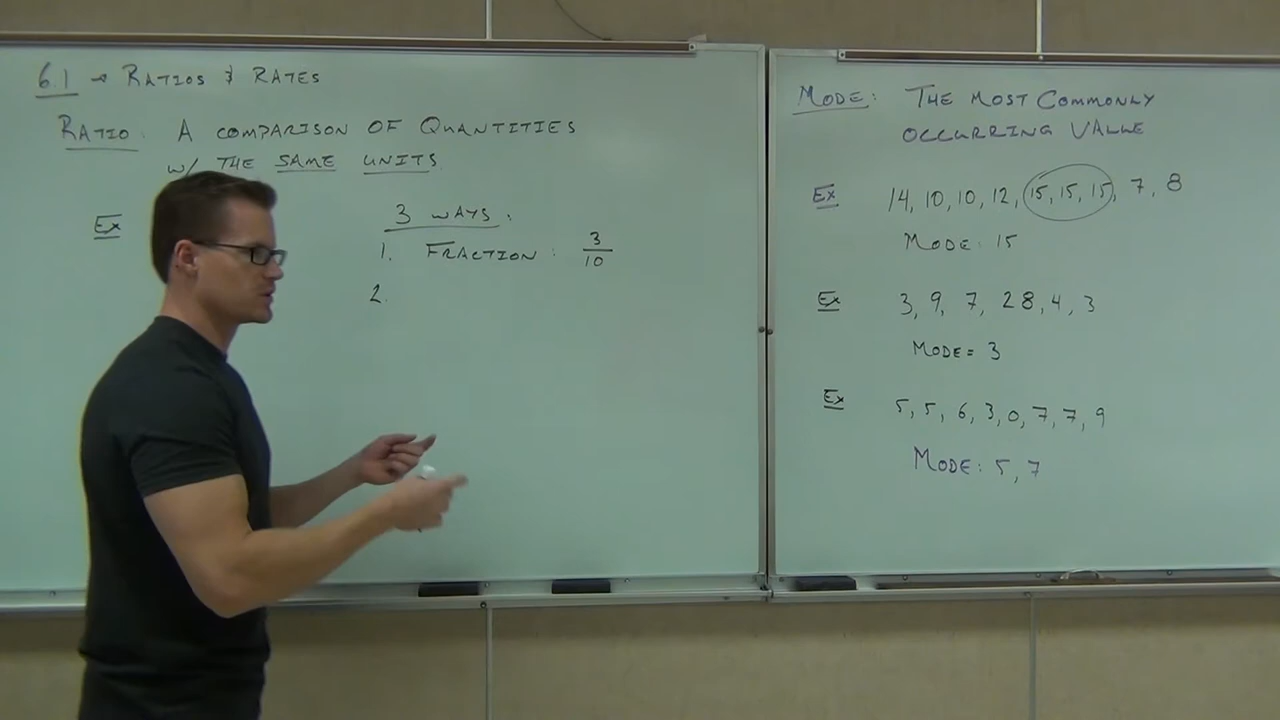 6.1 → RATIOS & RATES
RATIO: A COMPARISON OF QUANTITIES
W/ THE SAME UNITS.
Ex
3 WAYS:
1. FRACTION: 3/10
2.
MODE: THE MOST COMMONLY
OCCURRING VALUE
Ex 14, 10, 10, 12, 15, 15, 15, 7, 8
MODE: 15
Ex 3, 9, 7, 28, 4, 3
MODE = 3
Ex 5, 5, 6, 3, 0, 7, 7, 9
MODE: 5, 7